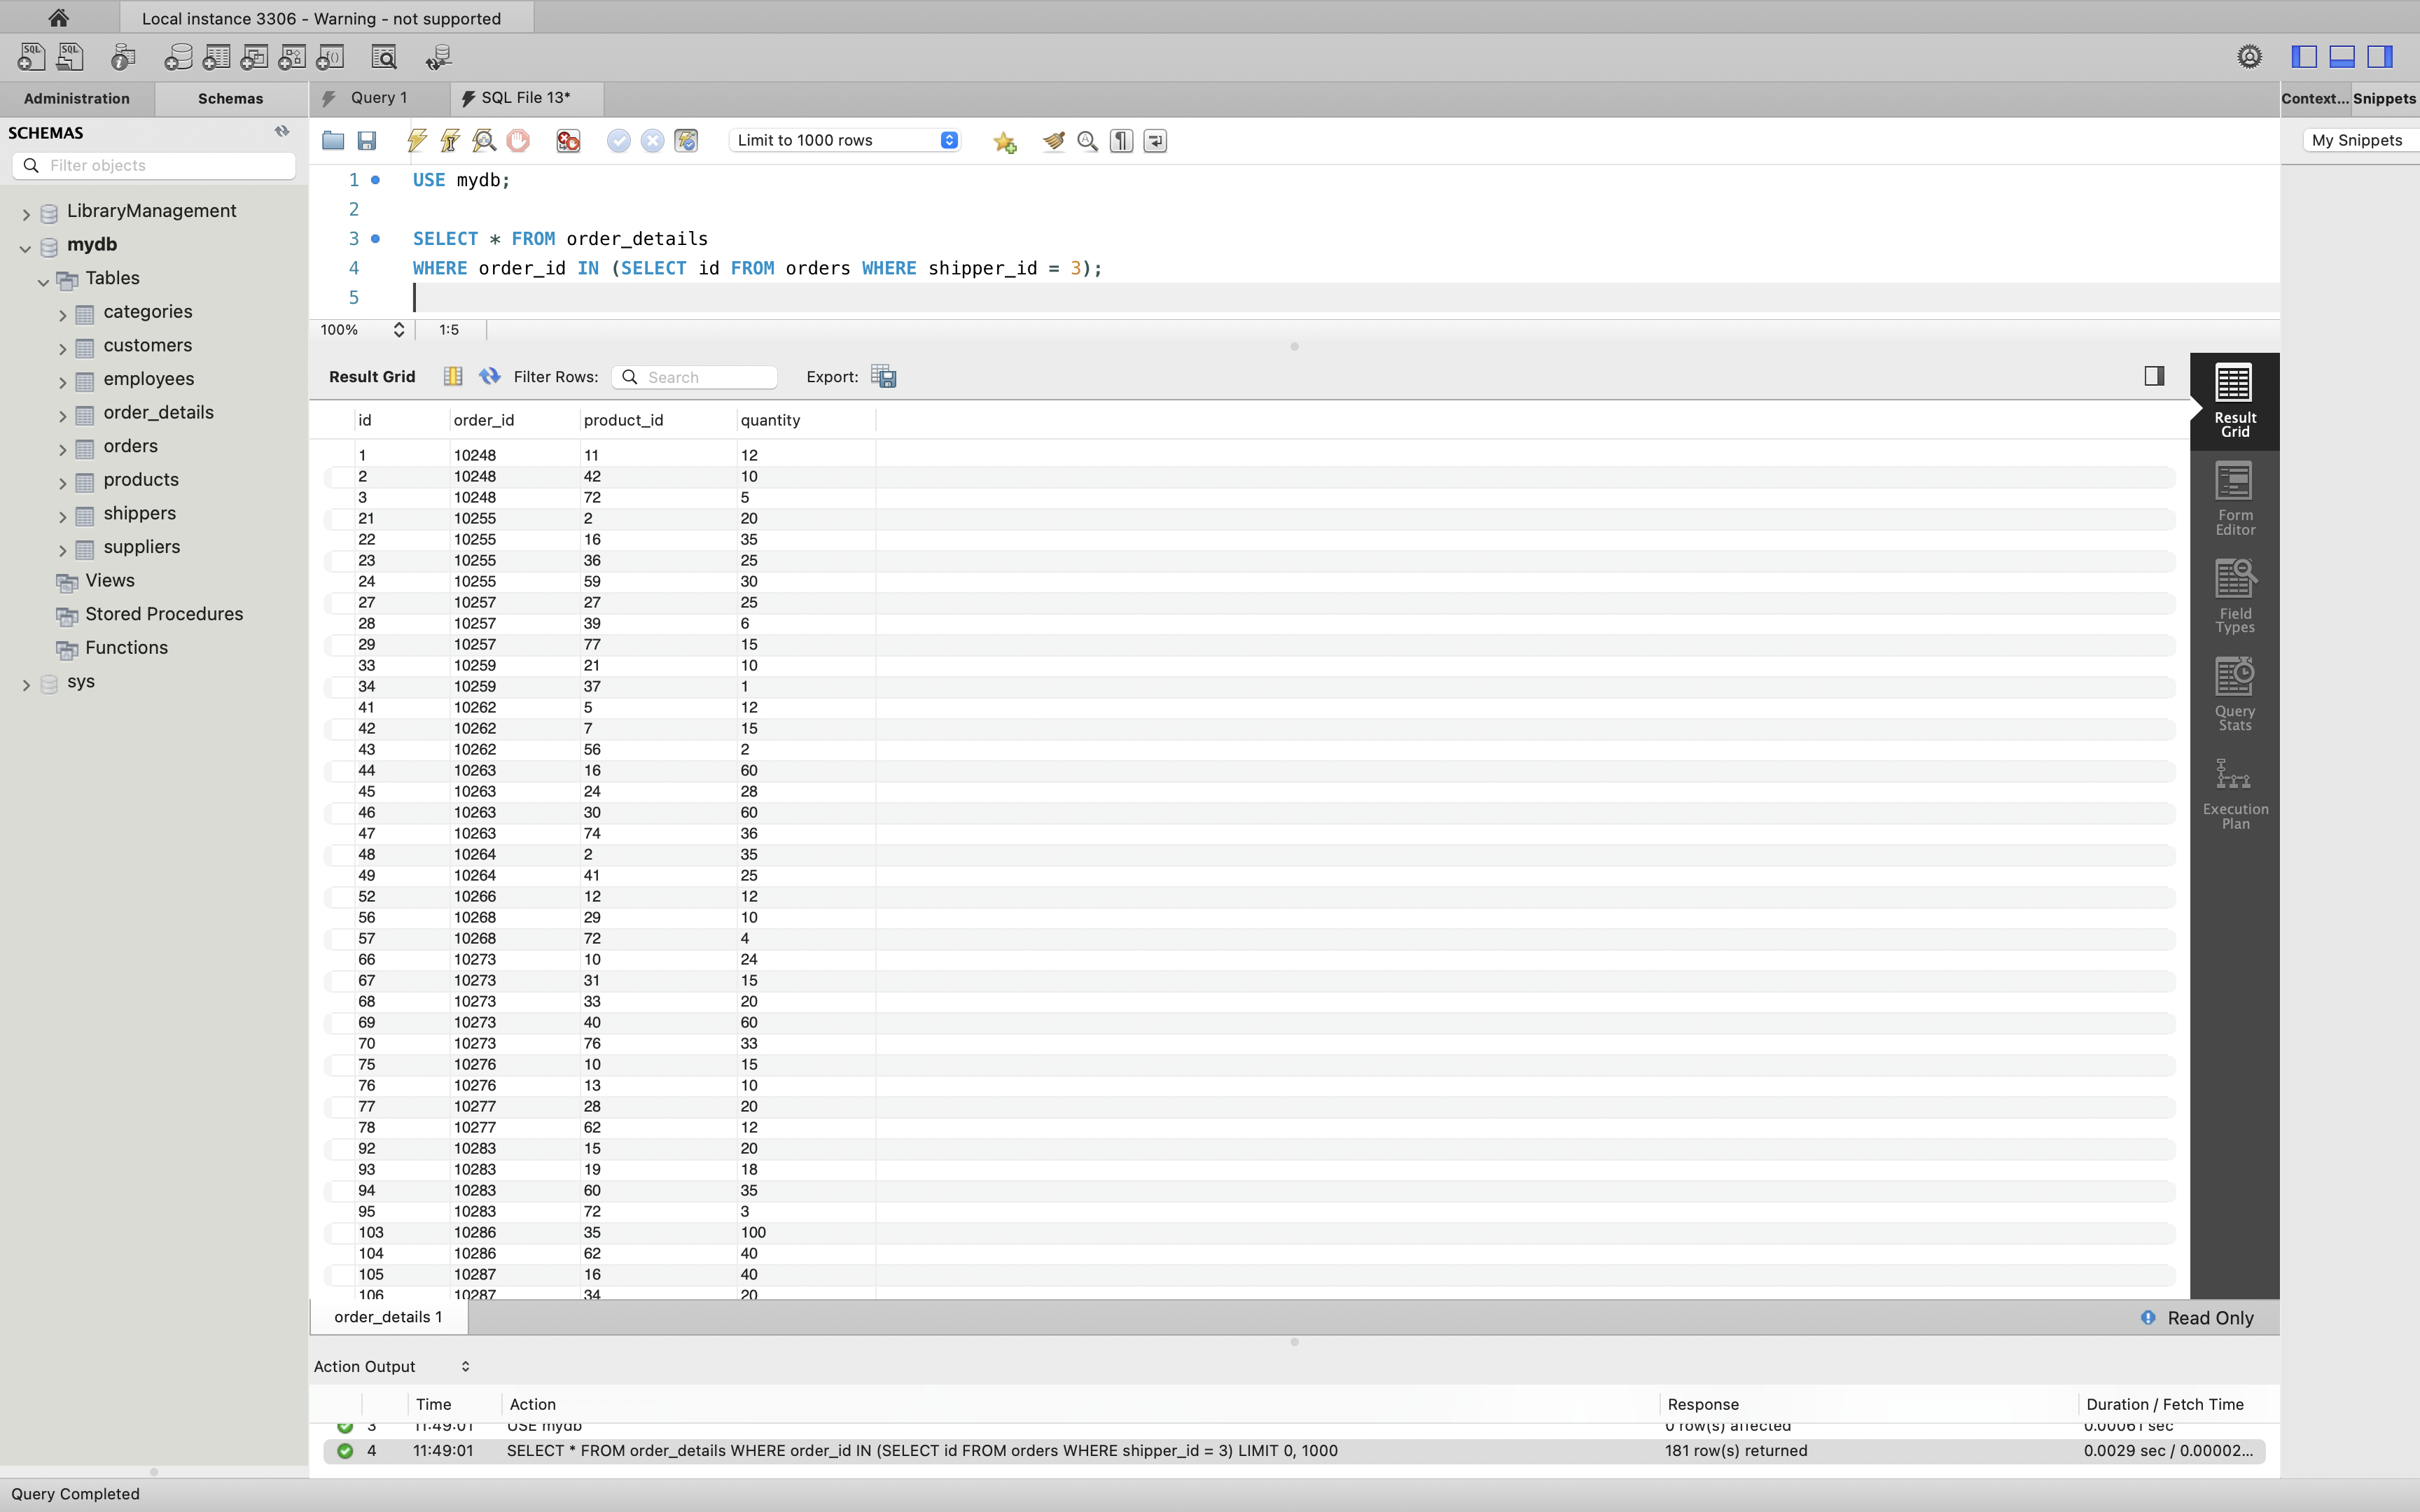 Local instance 3306 - Warning - not supported
Administration Schemas Query 1 SQL File 13* Context... Snippets
SCHEMAS
Limit to 1000 rows
My Snippets
Filter objects
LibraryManagement
mydb
Tables
categories
customers
employees
order_details
orders
products
shippers
suppliers
Views
Stored Procedures
Functions
sys
1 USE mydb;
2
3 SELECT * FROM order_details
4 WHERE order_id IN (SELECT id FROM orders WHERE shipper_id = 3);
5
100% 1:5
Result Grid Filter Rows: Search Export:
id order_id product_id quantity
1 10248 11 12
2 10248 42 10
3 10248 72 5
21 10255 2 20
22 10255 16 35
23 10255 36 25
24 10255 59 30
27 10257 27 25
28 10257 39 6
29 10257 77 15
33 10259 21 10
34 10259 37 1
41 10262 5 12
42 10262 7 15
43 10262 56 2
44 10263 16 60
45 10263 24 28
46 10263 30 60
47 10263 74 36
48 10264 2 35
49 10264 41 25
52 10266 12 12
56 10268 29 10
57 10268 72 4
66 10273 10 24
67 10273 31 15
68 10273 33 20
69 10273 40 60
70 10273 76 33
75 10276 10 15
76 10276 13 10
77 10277 28 20
78 10277 62 12
92 10283 15 20
93 10283 19 18
94 10283 60 35
95 10283 72 3
103 10286 35 100
104 10286 62 40
105 10287 16 40
106 10287 34 20
Result
Grid
Form
Editor
Field
Types
Query
Stats
Execution
Plan
order_details 1 Read Only
Action Output
Time Action Response Duration / Fetch Time
3 11:49:01 USE mydb 0 row(s) affected 0.00061 sec
4 11:49:01 SELECT * FROM order_details WHERE order_id IN (SELECT id FROM orders WHERE shipper_id = 3) LIMIT 0, 1000 181 row(s) returned 0.0029 sec / 0.00002...
Query Completed